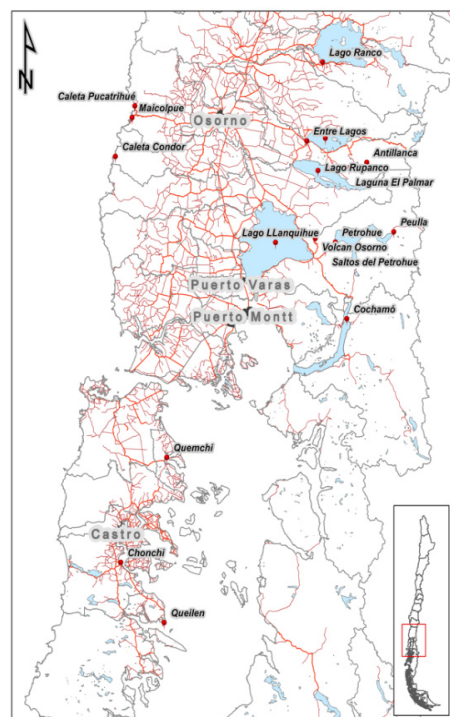 N
Lago Ranco
Caleta Pucatrihué
Maicolpue
Osorno
Entre Lagos
Caleta Condor
Antillanca
Lago Rupanco
Laguna El Palmar
Peulla
Lago LLanquihue
Petrohue
Volcan Osorno
Saltos del Petrohue
Puerto Varas
Cochamó
Puerto Montt
Quemchi
Castro
Chonchi
Queilen